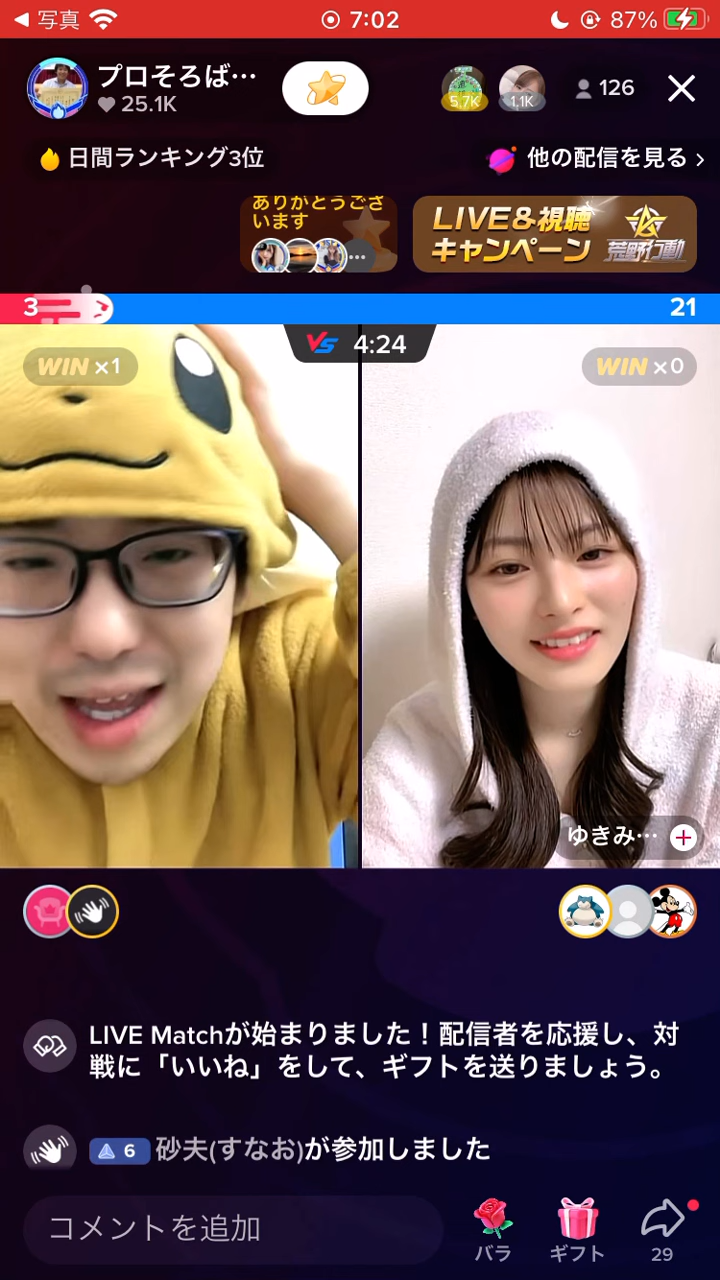 写真
7:02
87%
プロそろば…
25.1K
5.7K
1.1K
126
日間ランキング3位
他の配信を見る
ありがとうござ
います
LIVE&視聴
キャンペーン
荒野行動
3
21
VS 4:24
WIN ×1
WIN ×0
ゆきみ…
LIVE Matchが始まりました！配信者を応援し、対
戦に「いいね」をして、ギフトを送りましょう。
6 砂夫(すなお)が参加しました
コメントを追加
バラ
ギフト
29